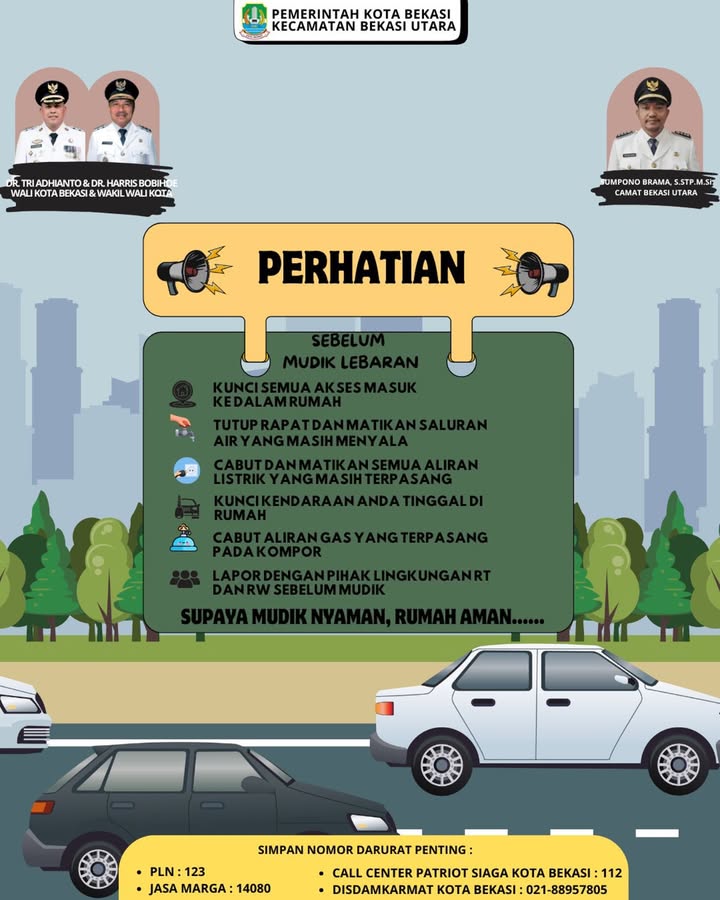 PEMERINTAH KOTA BEKASI
KECAMATAN BEKASI UTARA
DR. TRI ADHIANTO & DR. HARRIS BOBIHOE
WALI KOTA BEKASI & WAKIL WALI KOTA
JUMPONO BRAMA, S.STP.M.Si
CAMAT BEKASI UTARA
PERHATIAN
SEBELUM
MUDIK LEBARAN
KUNCI SEMUA AKSES MASUK
KE DALAM RUMAH
TUTUP RAPAT DAN MATIKAN SALURAN
AIR YANG MASIH MENYALA
CABUT DAN MATIKAN SEMUA ALIRAN
LISTRIK YANG MASIH TERPASANG
KUNCI KENDARAAN ANDA TINGGAL DI
RUMAH
CABUT ALIRAN GAS YANG TERPASANG
PADA KOMPOR
LAPOR DENGAN PIHAK LINGKUNGAN RT
DAN RW SEBELUM MUDIK
SUPAYA MUDIK NYAMAN, RUMAH AMAN......
SIMPAN NOMOR DARURAT PENTING :
• PLN : 123
• JASA MARGA : 14080
• CALL CENTER PATRIOT SIAGA KOTA BEKASI : 112
• DISDAMKARMAT KOTA BEKASI : 021-88957805